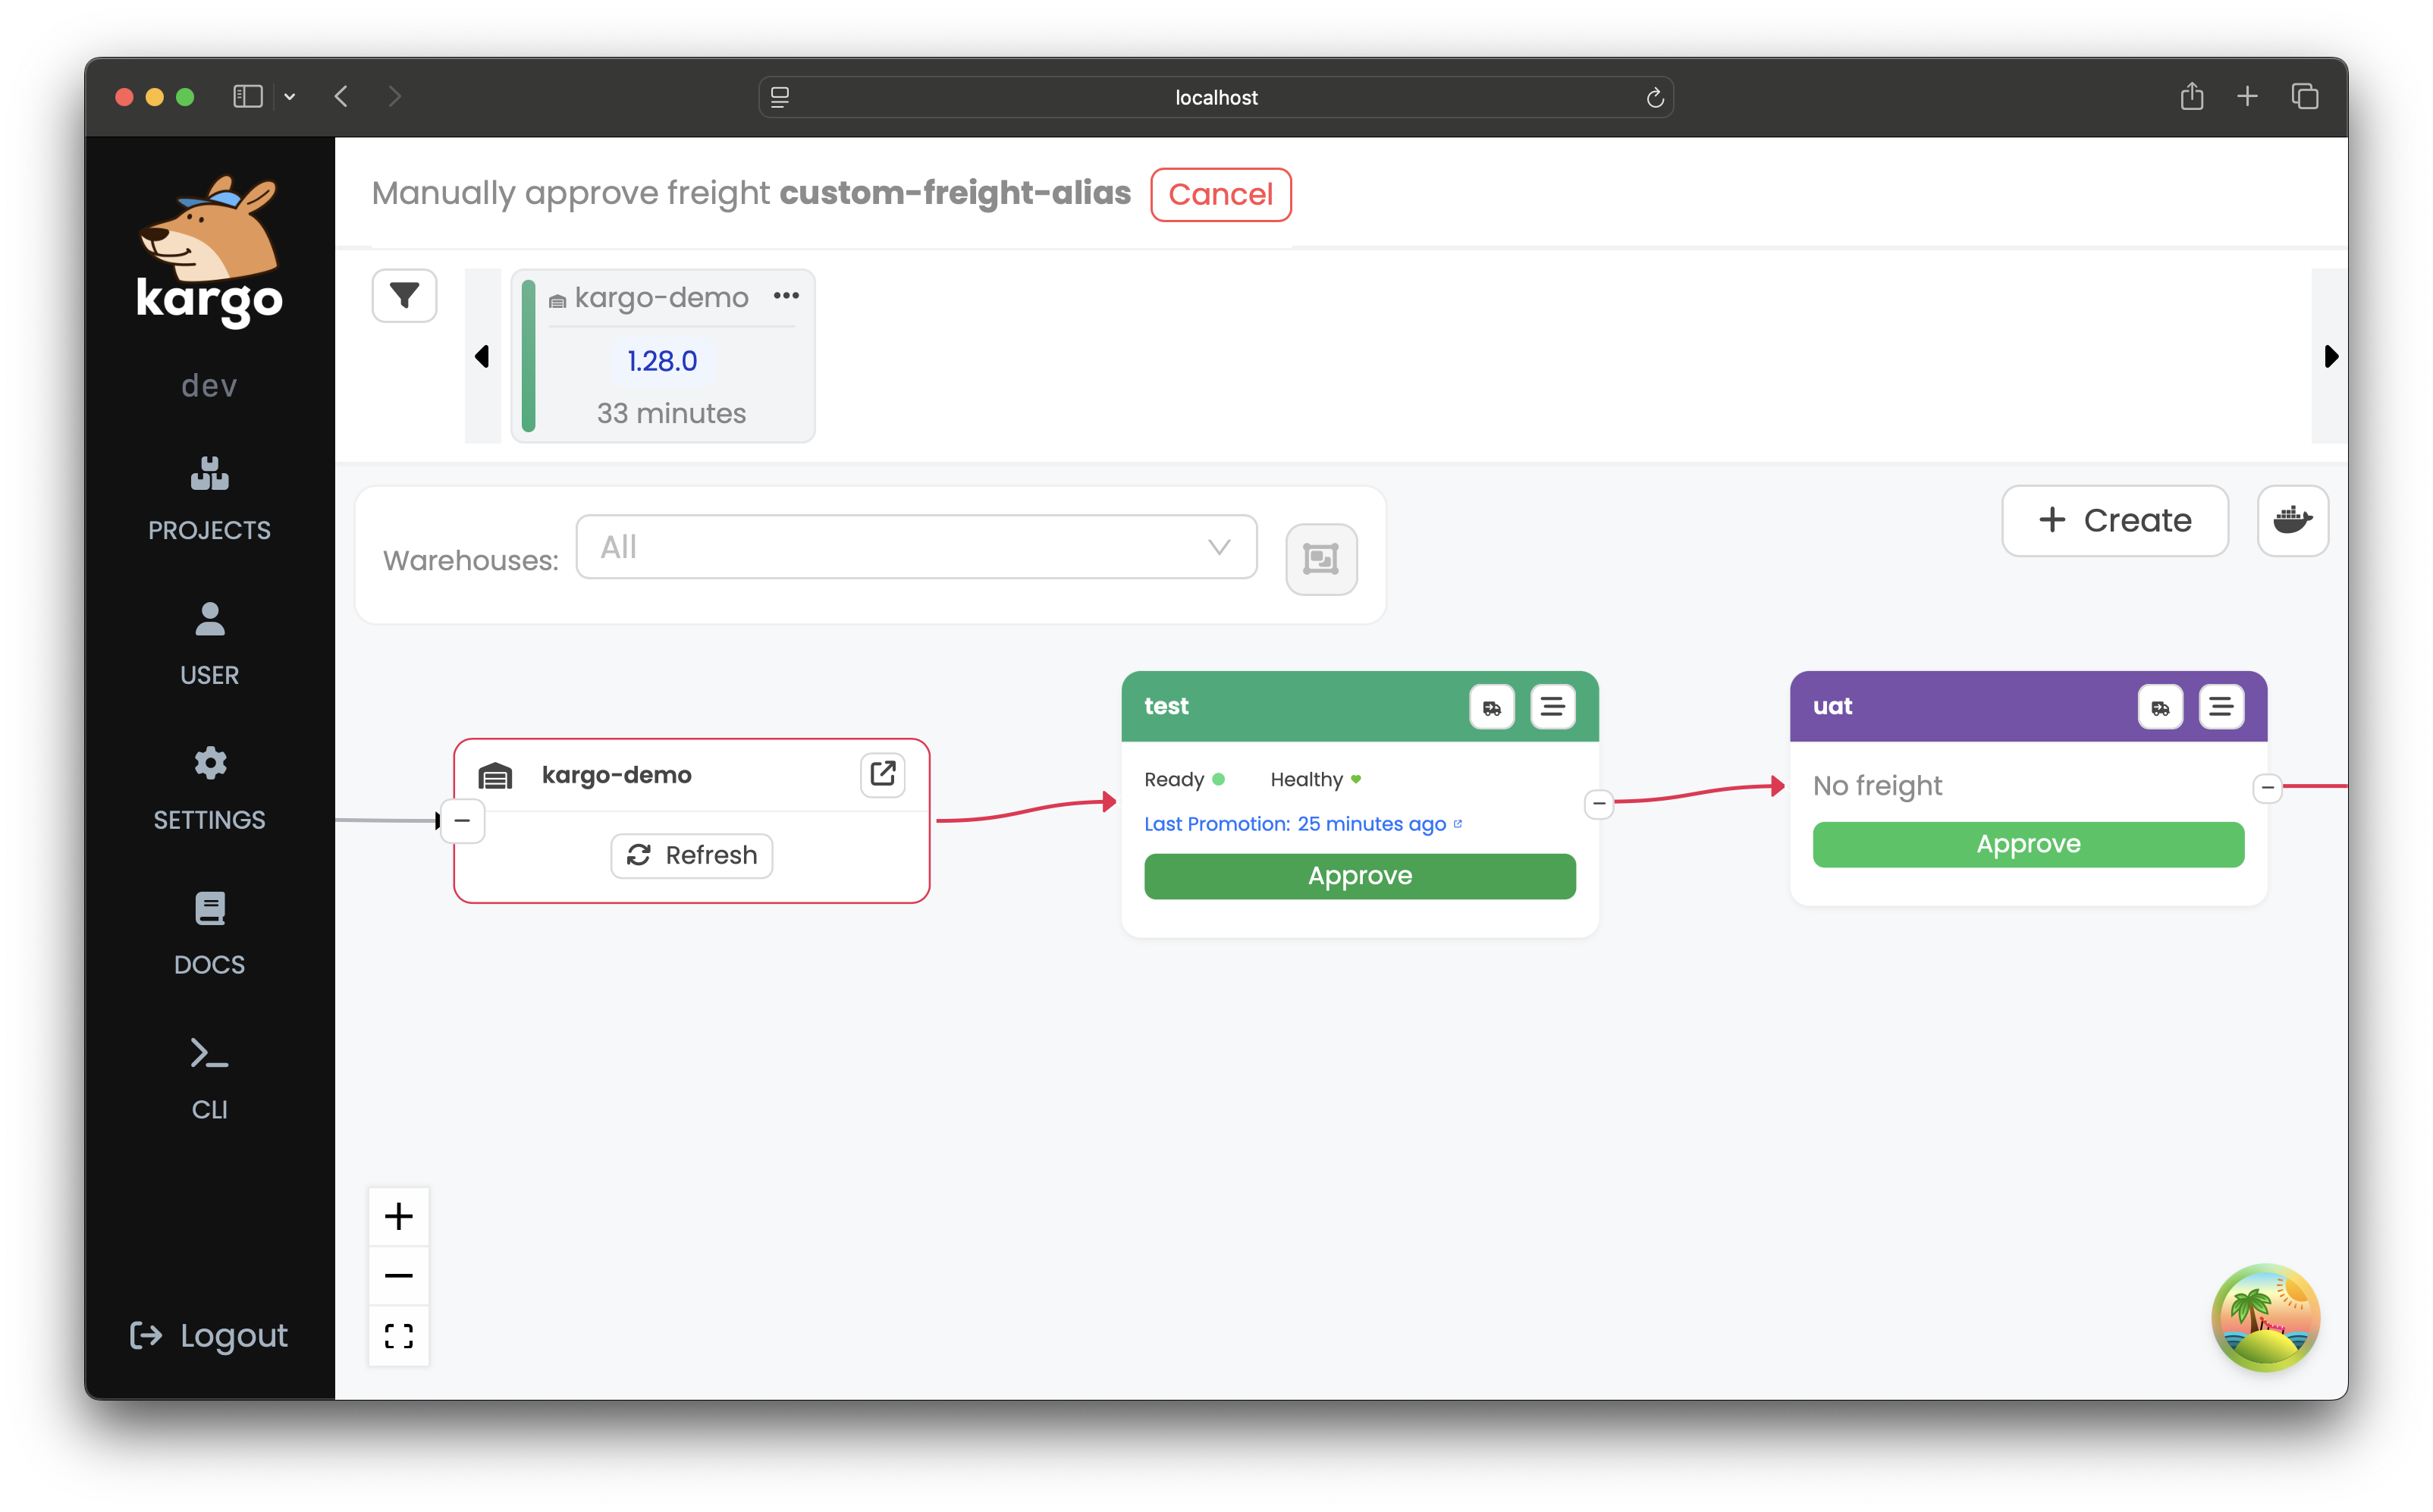 localhost
kargo
dev
PROJECTS
USER
SETTINGS
DOCS
CLI
Logout
Manually approve freight custom-freight-alias
Cancel
kargo-demo
1.28.0
33 minutes
Warehouses:
All
Create
kargo-demo
Refresh
test
Ready
Healthy
Last Promotion: 25 minutes ago
Approve
uat
No freight
Approve